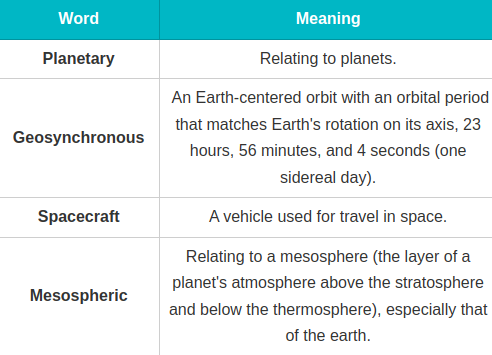 Word Meaning
Planetary Relating to planets.
An Earth-centered orbit with an orbital period
that matches Earth's rotation on its axis, 23
Geosynchronous
hours, 56 minutes, and 4 seconds (one
sidereal day).
Spacecraft A vehicle used for travel in space.
Relating to a mesosphere (the layer of a
planet's atmosphere above the stratosphere
Mesospheric
and below the thermosphere), especially that
of the earth.